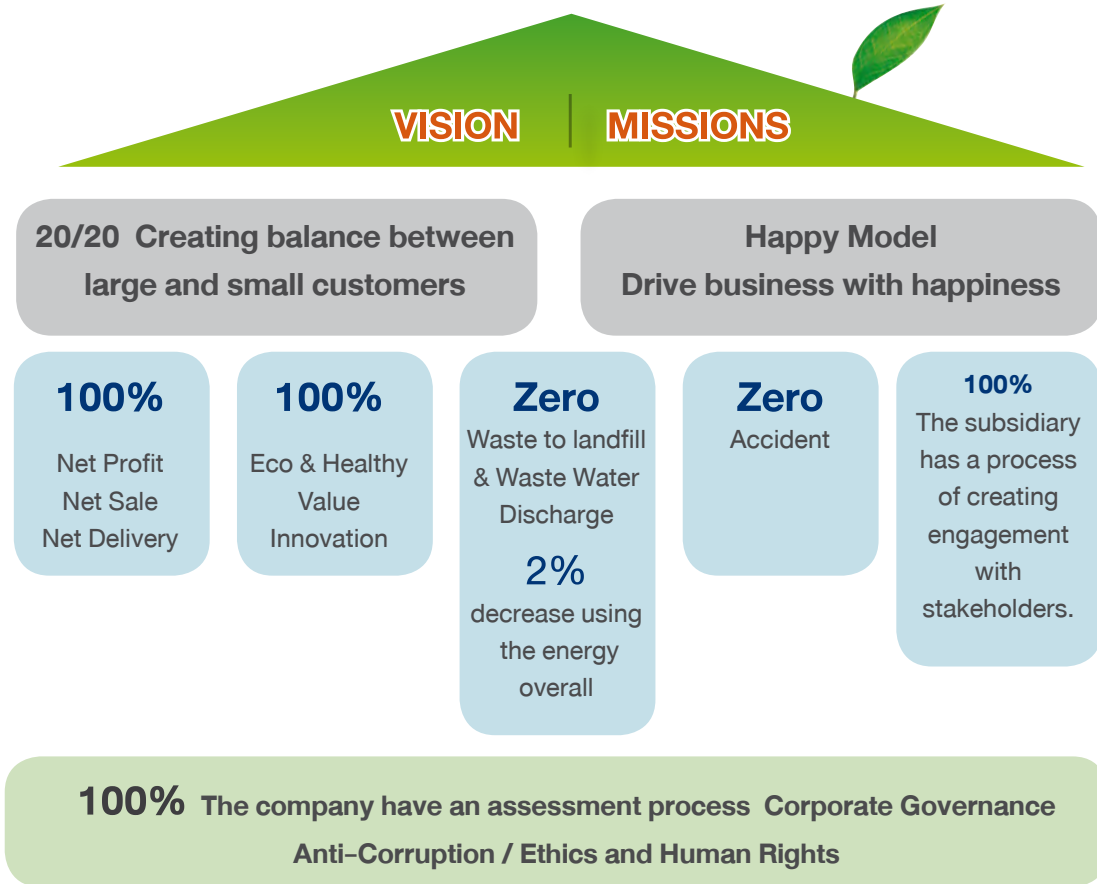 VISION | MISSIONS
20/20 Creating balance between
large and small customers
Happy Model
Drive business with happiness
100%
Net Profit
Net Sale
Net Delivery
100%
Eco & Healthy
Value
Innovation
Zero
Waste to landfill
& Waste Water
Discharge
2%
decrease using
the energy
overall
Zero
Accident
100%
The subsidiary
has a process
of creating
engagement
with
stakeholders.
100% The company have an assessment process Corporate Governance
Anti-Corruption / Ethics and Human Rights